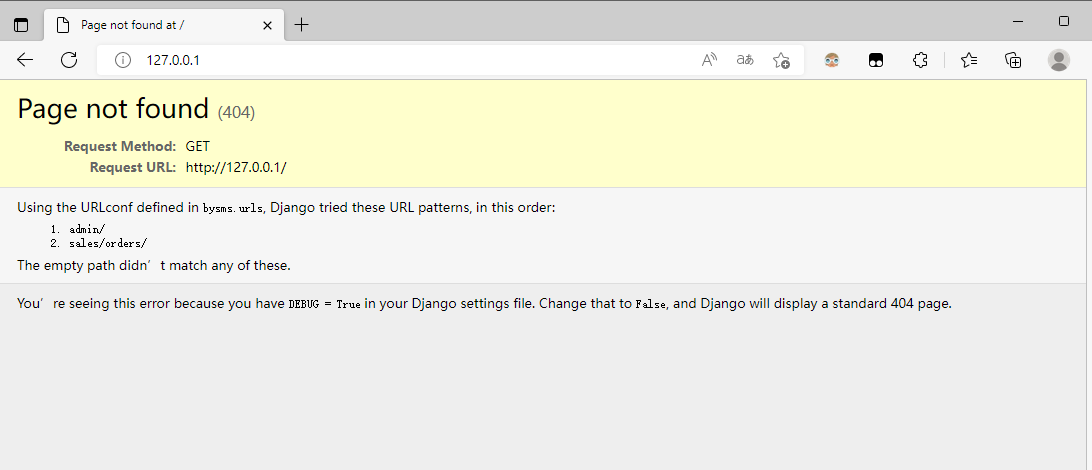 Page not found at /
127.0.0.1
Page not found (404)
Request Method: GET
Request URL: http://127.0.0.1/
Using the URLconf defined in bysms.urls, Django tried these URL patterns, in this order:
1. admin/
2. sales/orders/
The empty path didn’t match any of these.
You’re seeing this error because you have DEBUG = True in your Django settings file. Change that to False, and Django will display a standard 404 page.